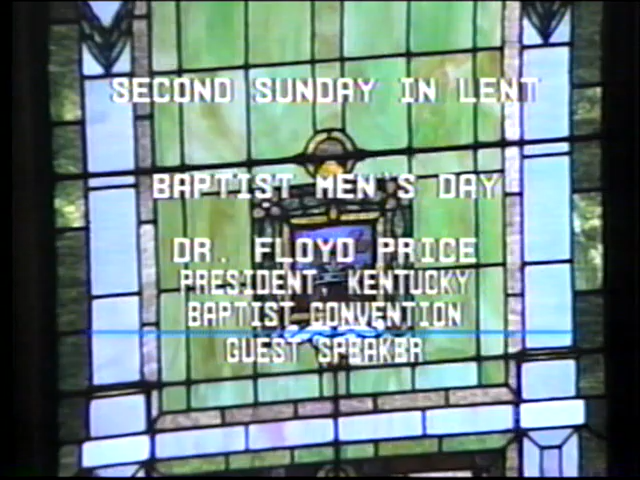 SECOND SUNDAY IN LENT
BAPTIST MEN'S DAY
DR. FLOYD PRICE
PRESIDENT, KENTUCKY
BAPTIST CONVENTION
GUEST SPEAKER